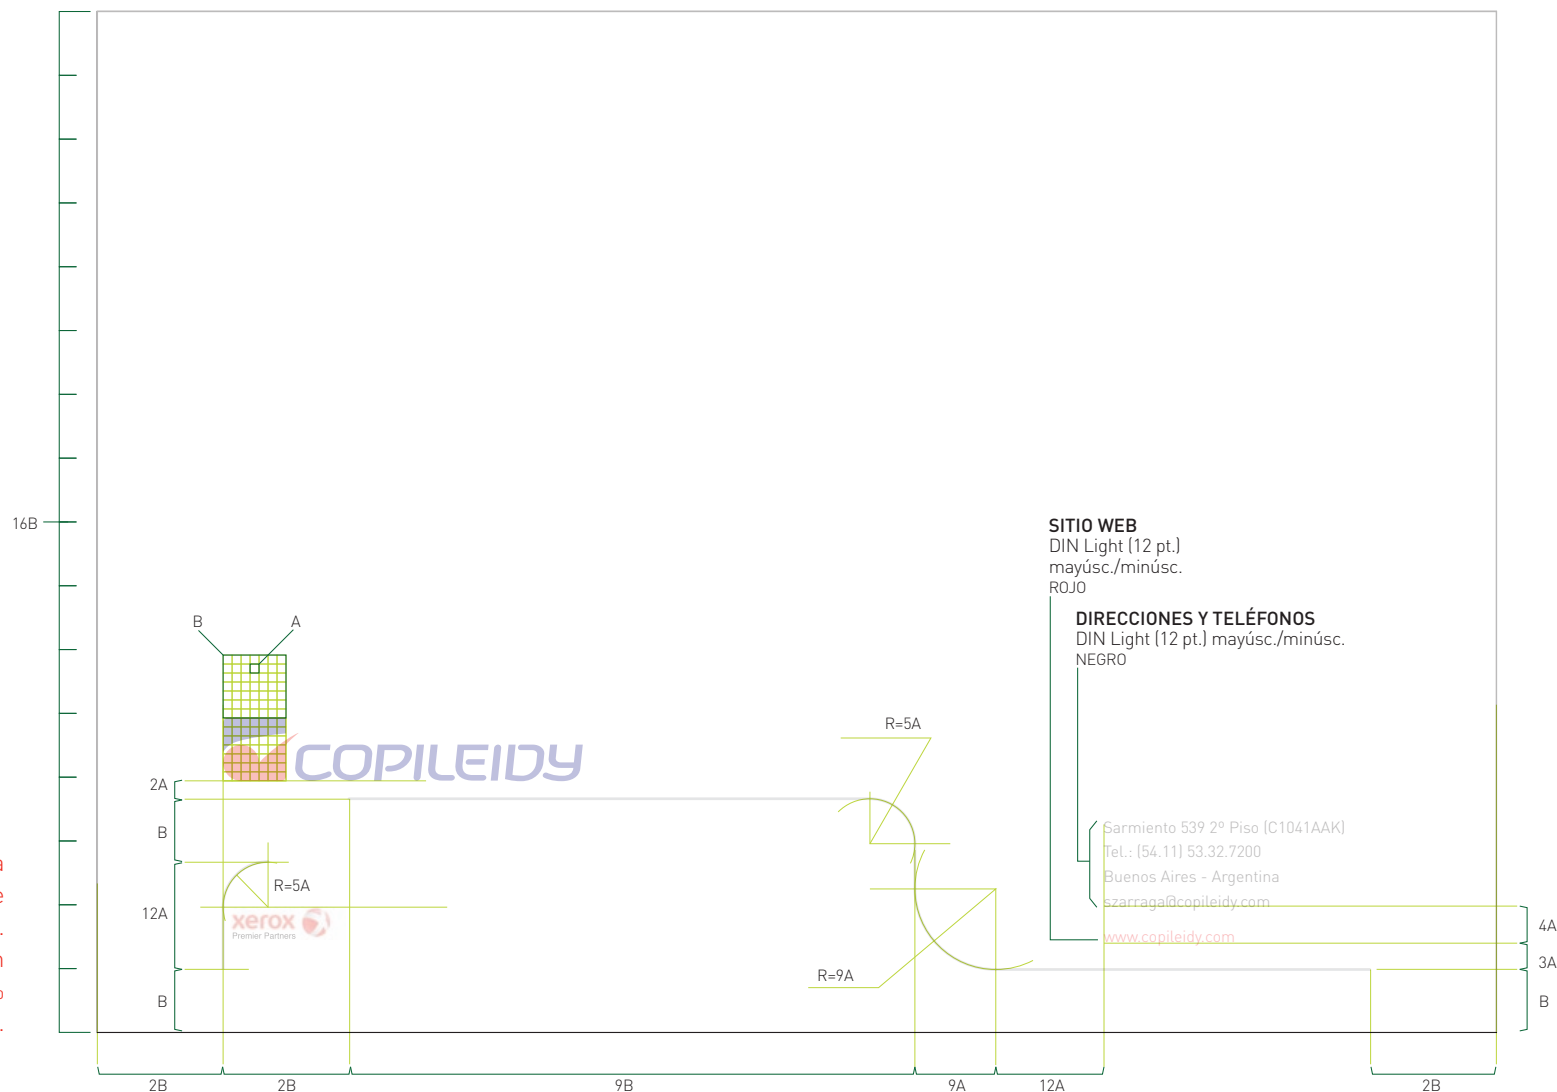 16B
SITIO WEB
DIN Light (12 pt.)
mayúsc./minúsc.
ROJO
DIRECCIONES Y TELÉFONOS
DIN Light (12 pt.) mayúsc./minúsc.
NEGRO
B
A
COPILEIDY
R=5A
2A
B
12A
B
R=5A
xerox
Premier Partners
R=9A
Sarmiento 539 2º Piso (C1041AAK)
Tel.: (54.11) 53.32.7200
Buenos Aires - Argentina
szarraga@copileidy.com
www.copileidy.com
4A
3A
B
2B
2B
9B
9A
12A
2B